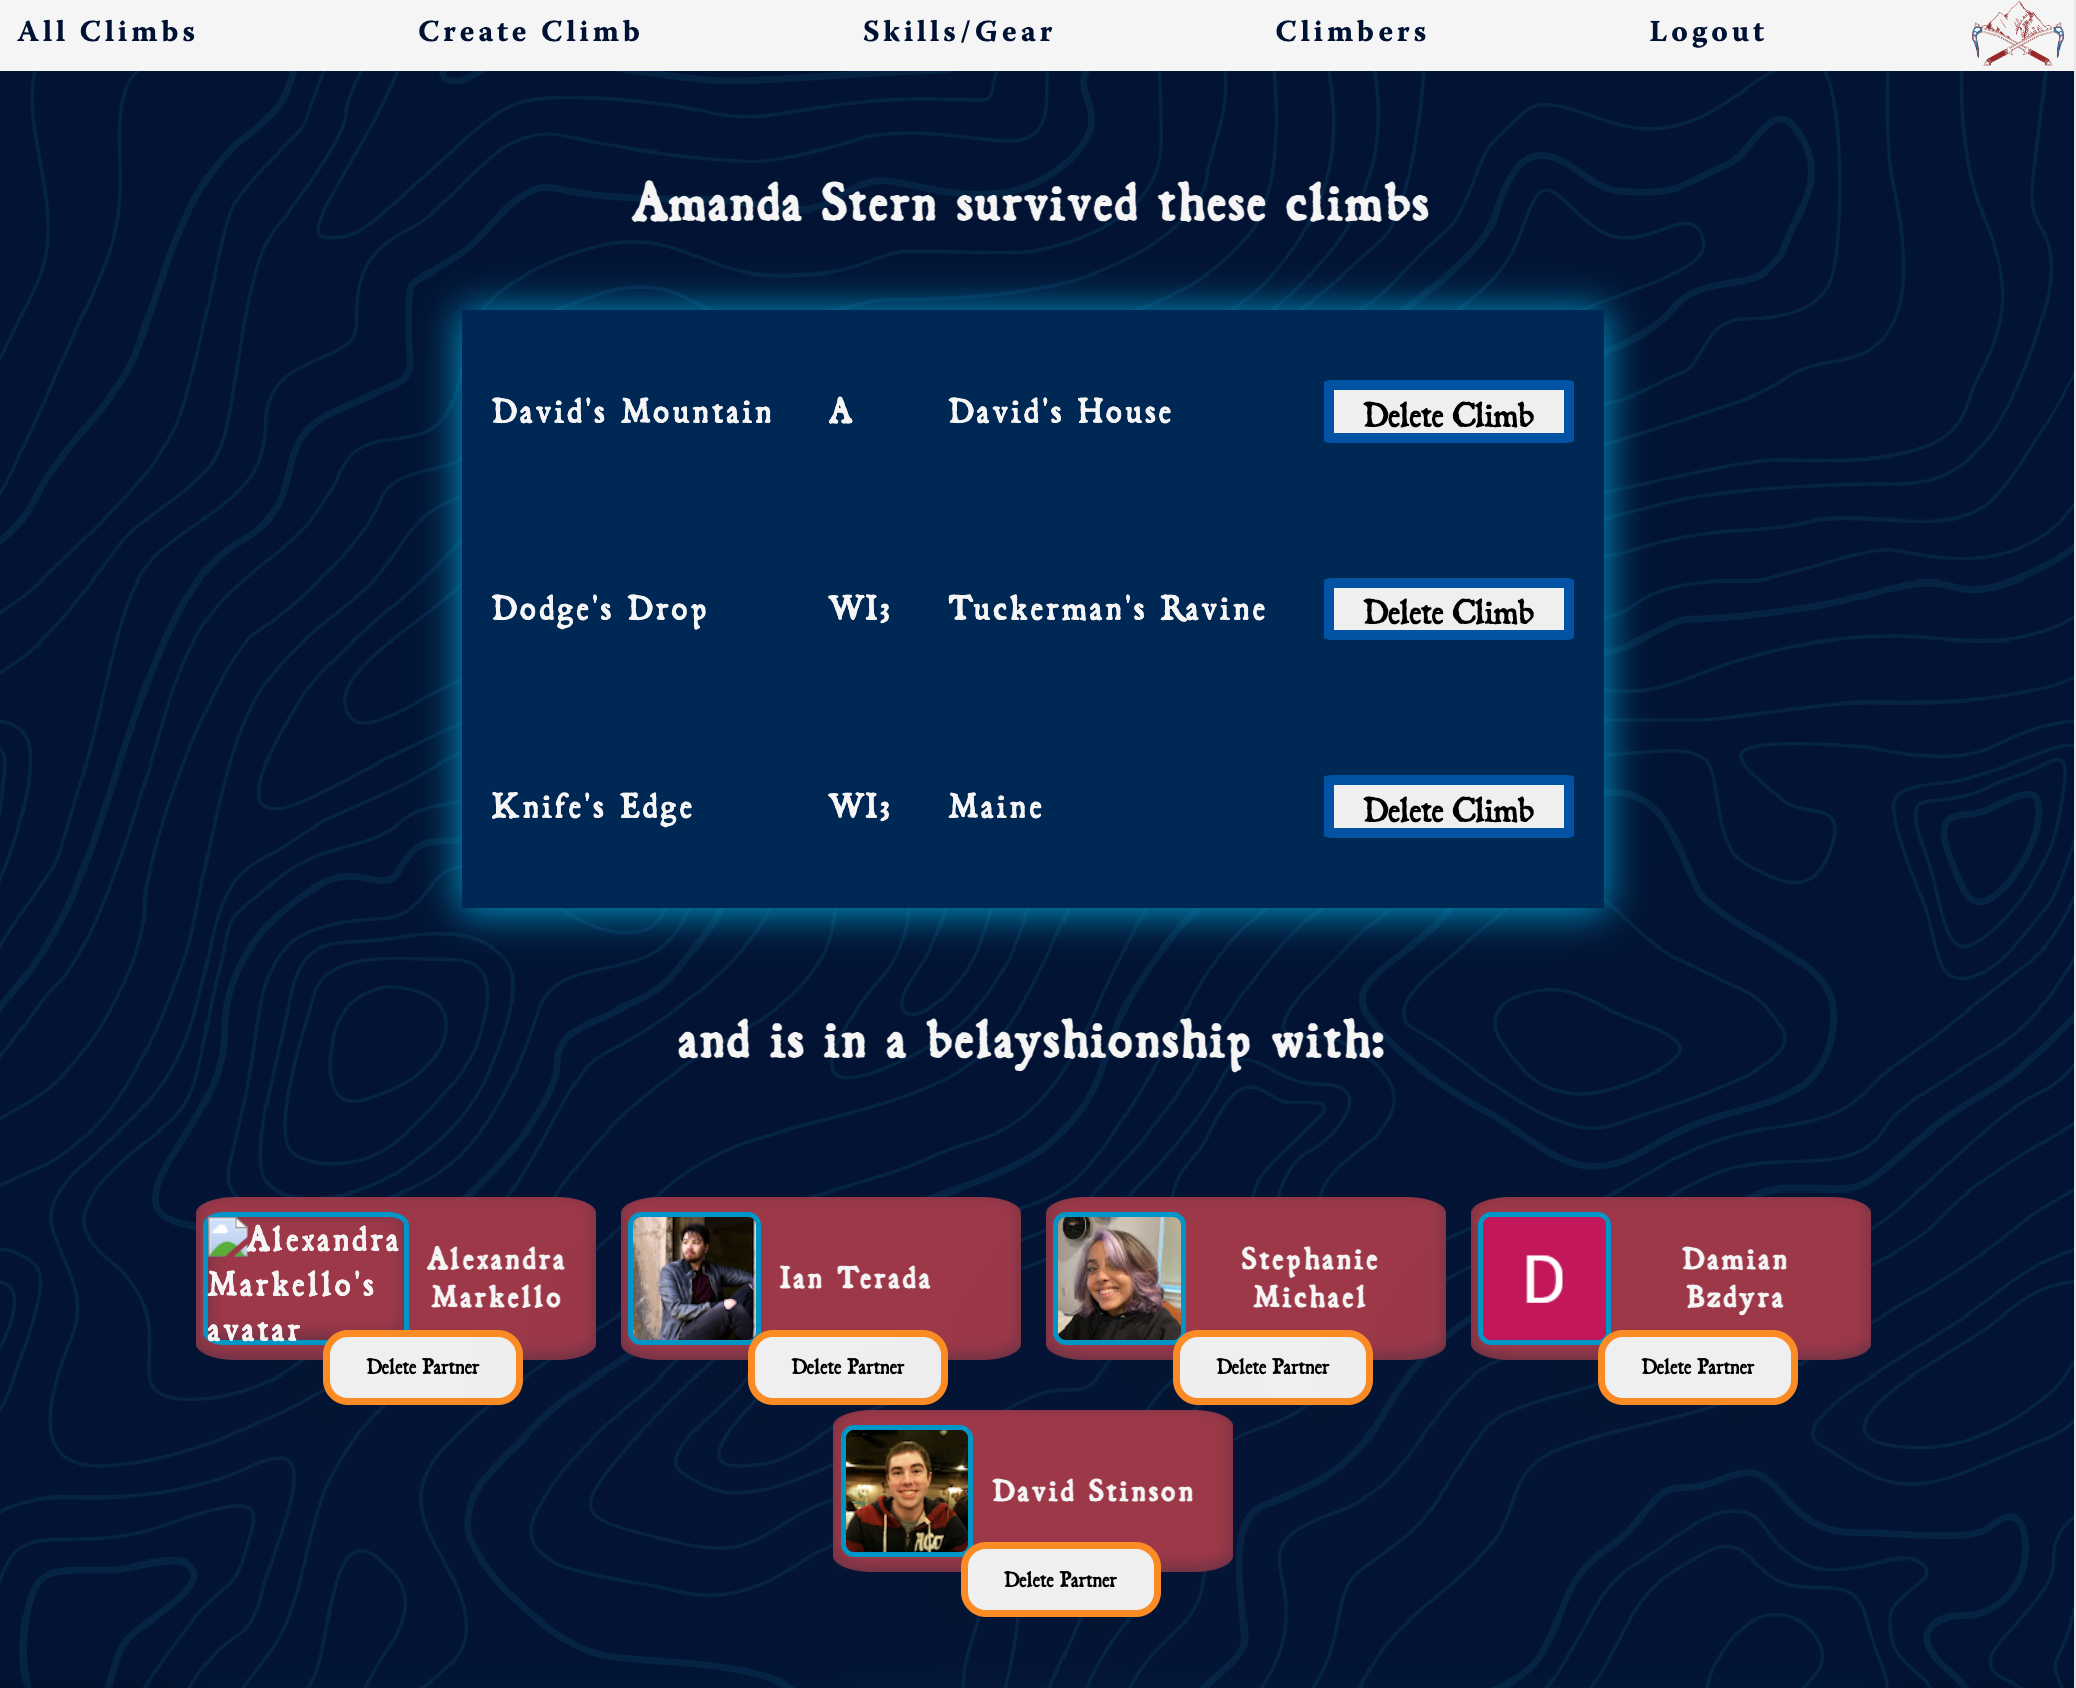 All Climbs Create Climb Skills/Gear Climbers Logout
Amanda Stern survived these climbs
David's Mountain A David's House Delete Climb
Dodge's Drop WI3 Tuckerman's Ravine Delete Climb
Knife's Edge WI3 Maine Delete Climb
and is in a belayshionship with:
Alexandra
Markello's
avatar
Alexandra
Markello
Delete Partner
Ian Terada
Delete Partner
Stephanie
Michael
Delete Partner
D
Damian
Bzdyra
Delete Partner
David Stinson
Delete Partner